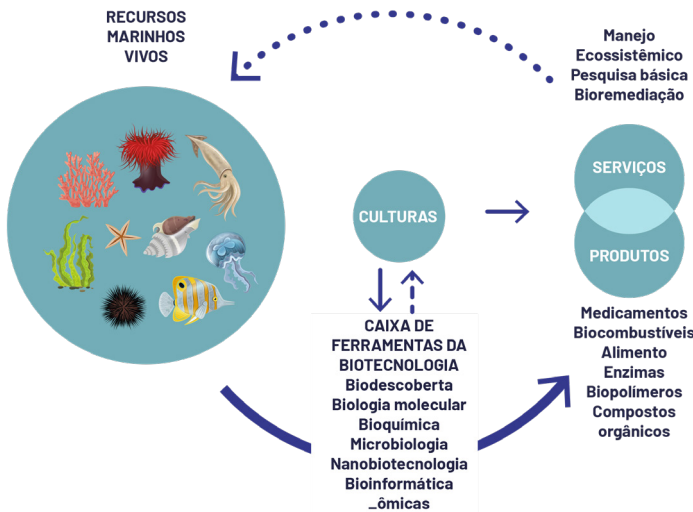 RECURSOS
MARINHOS
VIVOS
Manejo
Ecossistêmico
Pesquisa básica
Bioremediação
SERVIÇOS
PRODUTOS
CULTURAS
CAIXA DE
FERRAMENTAS DA
BIOTECNOLOGIA
Biodescoberta
Biologia molecular
Bioquímica
Microbiologia
Nanobiotecnologia
Bioinformática
_ômicas
Medicamentos
Biocombustíveis
Alimento
Enzimas
Biopolímeros
Compostos
orgânicos